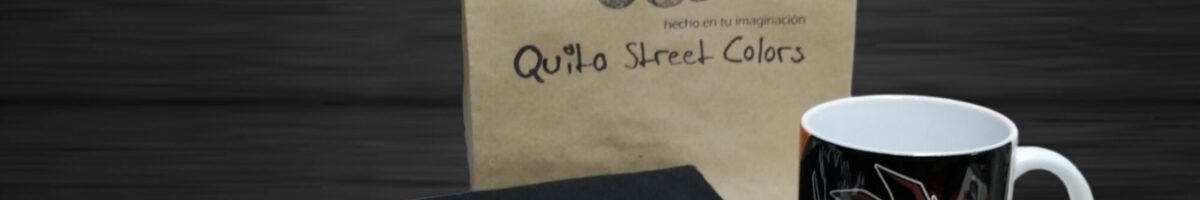 hecho en tu imaginación
Quito Street Colors